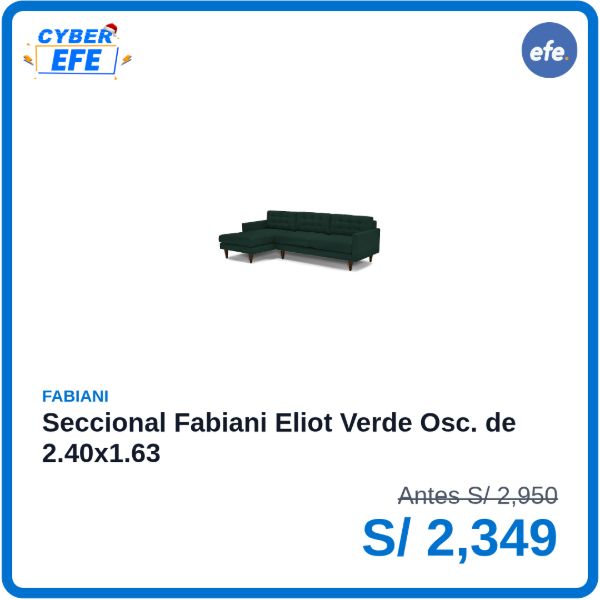 CYBER
EFE
efe.
FABIANI
Seccional Fabiani Eliot Verde Osc. de
2.40x1.63
Antes S/ 2,950
S/ 2,349